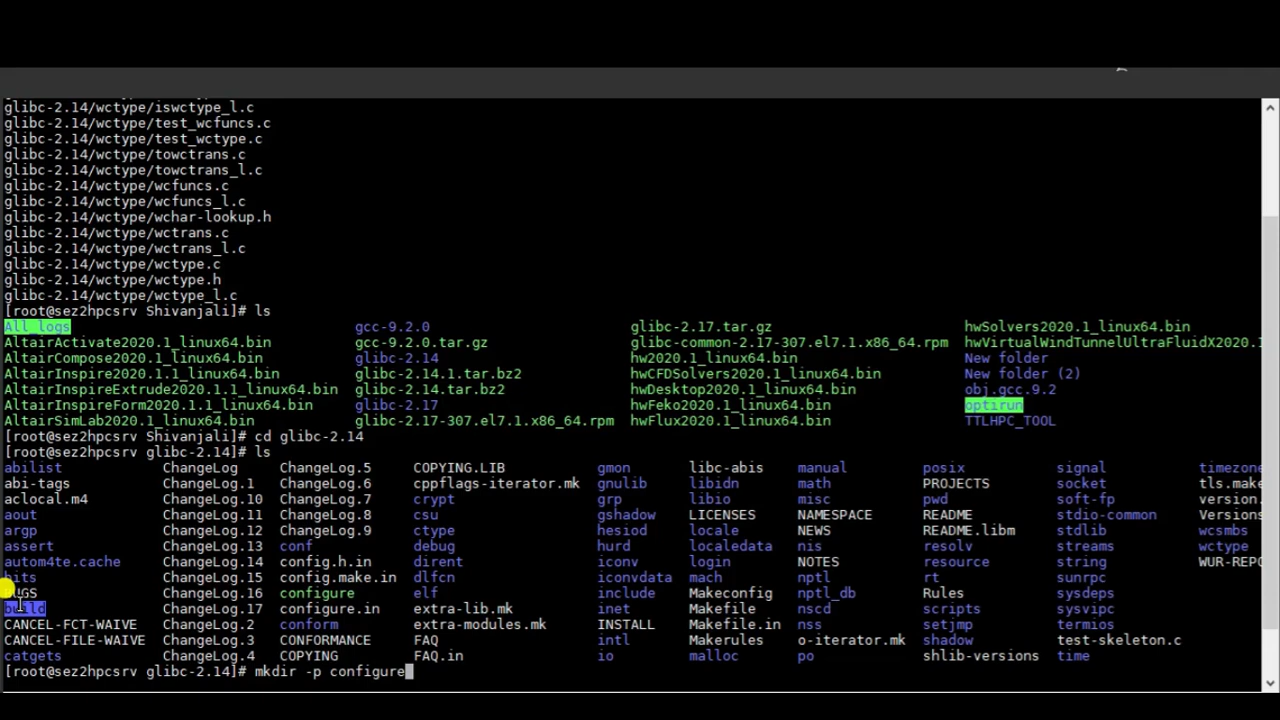 glibc-2.14/wctype/iswctype_l.c
glibc-2.14/wctype/test_wcfuncs.c
glibc-2.14/wctype/test_wctype.c
glibc-2.14/wctype/towctrans.c
glibc-2.14/wctype/towctrans_l.c
glibc-2.14/wctype/wcfuncs.c
glibc-2.14/wctype/wcfuncs_l.c
glibc-2.14/wctype/wchar-lookup.h
glibc-2.14/wctype/wctrans.c
glibc-2.14/wctype/wctrans_l.c
glibc-2.14/wctype/wctype.c
glibc-2.14/wctype/wctype.h
glibc-2.14/wctype/wctype_l.c
[root@sez2hpcsrv Shivanjali]# ls
All_logs gcc-9.2.0 glibc-2.17.tar.gz hwSolvers2020.1_linux64.bin
AltairActivate2020.1_linux64.bin gcc-9.2.0.tar.gz glibc-common-2.17-307.el7.1.x86_64.rpm hwVirtualWindTunnelUltraFluidX2020.1
AltairCompose2020.1_linux64.bin glibc-2.14 hw2020.1_linux64.bin New folder
AltairInspire2020.1.1_linux64.bin glibc-2.14.1.tar.bz2 hwCFDSolvers2020.1_linux64.bin New folder (2)
AltairInspireExtrude2020.1.1_linux64.bin glibc-2.14.tar.bz2 hwDesktop2020.1_linux64.bin obj.gcc.9.2
AltairInspireForm2020.1.1_linux64.bin glibc-2.17 hwFeko2020.1_linux64.bin optirun
AltairSimLab2020.1_linux64.bin glibc-2.17-307.el7.1.x86_64.rpm hwFlux2020.1_linux64.bin TTLHPC_TOOL
[root@sez2hpcsrv Shivanjali]# cd glibc-2.14
[root@sez2hpcsrv glibc-2.14]# ls
abilist ChangeLog ChangeLog.5 COPYING.LIB gmon libc-abis manual posix signal timezone
abi-tags ChangeLog.1 ChangeLog.6 cppflags-iterator.mk gnulib libidn math PROJECTS socket tls.make
aclocal.m4 ChangeLog.10 ChangeLog.7 crypt grp libio misc pwd soft-fp version.
aout ChangeLog.11 ChangeLog.8 csu gshadow LICENSES NAMESPACE README stdio-common Versions
argp ChangeLog.12 ChangeLog.9 ctype hesiod locale NEWS README.libm stdlib wcsmbs
assert ChangeLog.13 conf debug hurd localedata nis resolv streams wctype
autom4te.cache ChangeLog.14 config.h.in dirent iconv login NOTES resource string WUR-REPO
bits ChangeLog.15 config.make.in dlfcn iconvdata mach nptl rt sunrpc
BUGS ChangeLog.16 configure elf include Makeconfig nptl_db Rules sysdeps
build ChangeLog.17 configure.in extra-lib.mk inet Makefile nscd scripts sysvipc
CANCEL-FCT-WAIVE ChangeLog.2 conform extra-modules.mk INSTALL Makefile.in nss setjmp termios
CANCEL-FILE-WAIVE ChangeLog.3 CONFORMANCE FAQ intl Makerules o-iterator.mk shadow test-skeleton.c
catgets ChangeLog.4 COPYING FAQ.in io malloc po shlib-versions time
[root@sez2hpcsrv glibc-2.14]# mkdir -p configure